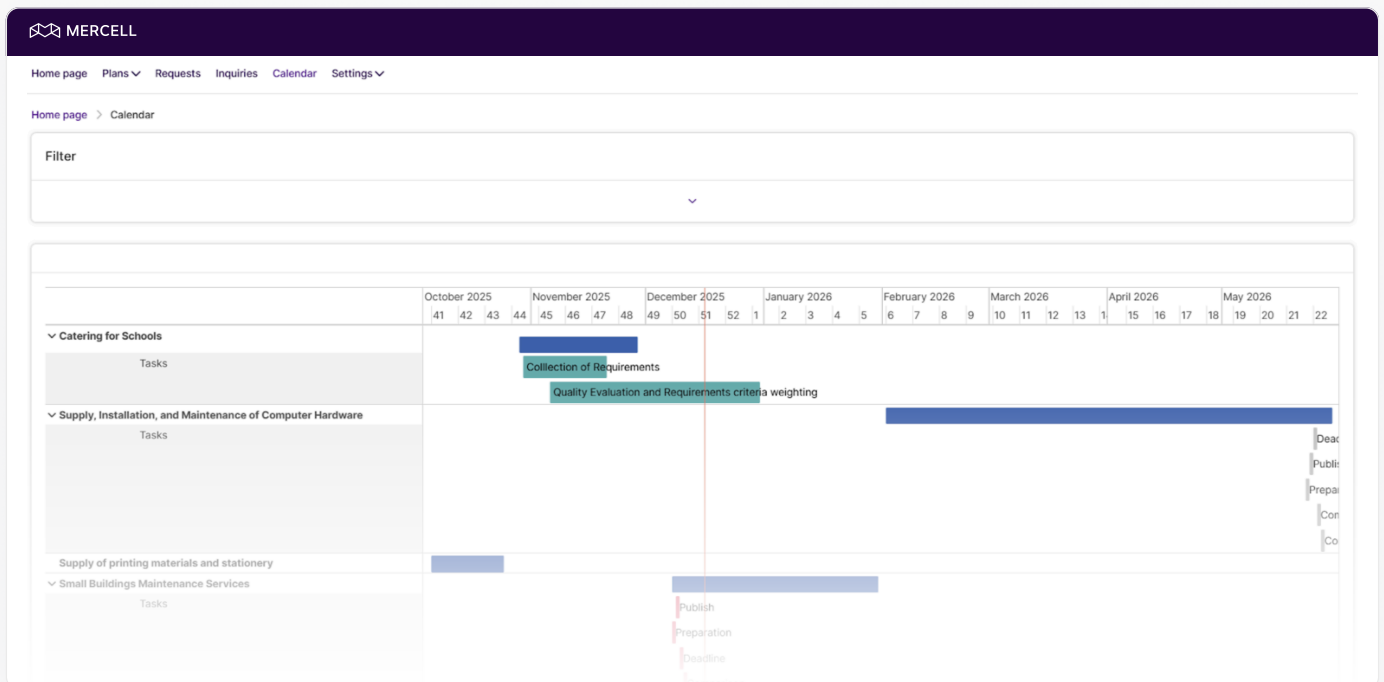 MERCELL
Home page Plans Requests Inquiries Calendar Settings
Home page Calendar
Filter
October 2025 November 2025 December 2025 January 2026 February 2026 March 2026 April 2026 May 2026
41 42 43 44 45 46 47 48 49 50 51 52 1 2 3 4 5 6 7 8 9 10 11 12 13 15 16 17 18 19 20 21 22
Catering for Schools
Tasks Colllection of Requirements
Quality Evaluation and Requirements criteria weighting
Supply, Installation, and Maintenance of Computer Hardware
Tasks Dead
Publis
Prepar
Con
Co
Supply of printing materials and stationery
Small Buildings Maintenance Services
Tasks Publish
Preparation
Deadline